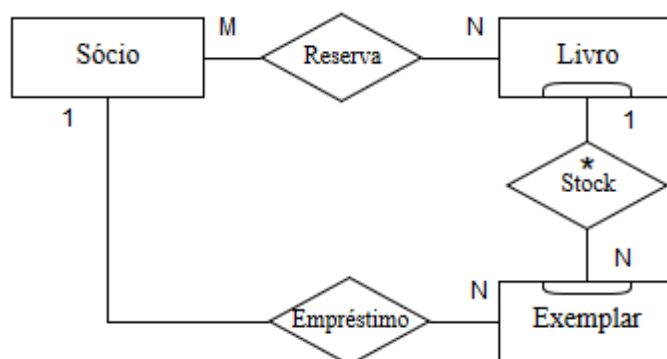 M
N
Sócio
Reserva
Livro
1
1
*
Stock
N
N
Empréstimo
Exemplar